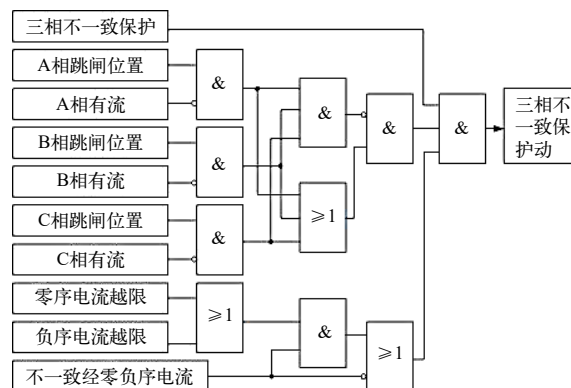 三相不一致保护
A相跳闸位置
A相有流
B相跳闸位置
B相有流
C相跳闸位置
C相有流
零序电流越限
负序电流越限
不一致经零负序电流
&
&
&
≥1
&
≥1
&
&
≥1
&
三相不
一致保
护动